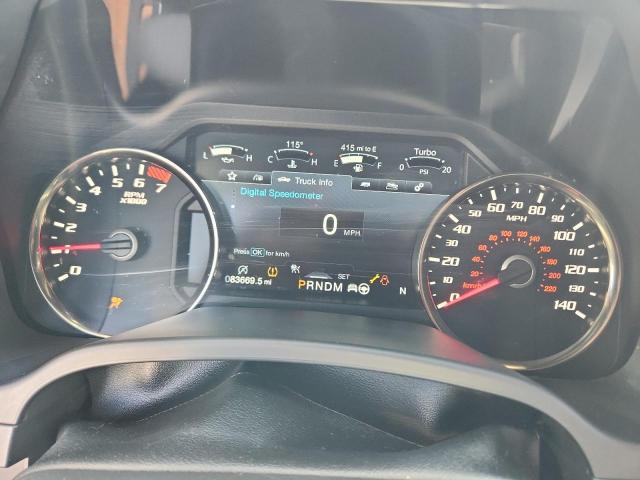 115° 415 mi to E Turbo
L H C H E F 0 PSI 20
Truck Info
Digital Speedometer
0 MPH
Press OK for km/h
SET
083669.5 mi PRNDM N
0 1 2 3 4 5 6 7
RPM
X1000
0 10 20 30 40 50 60 70 80 90 100 110 120 130 140
MPH
20 40 60 80 100 120 140 160 180 200 220
km/h